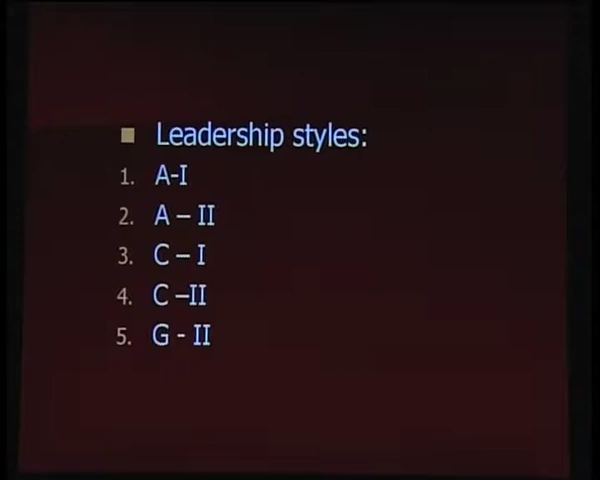 Leadership styles:
1. A-I
2. A – II
3. C – I
4. C –II
5. G - II